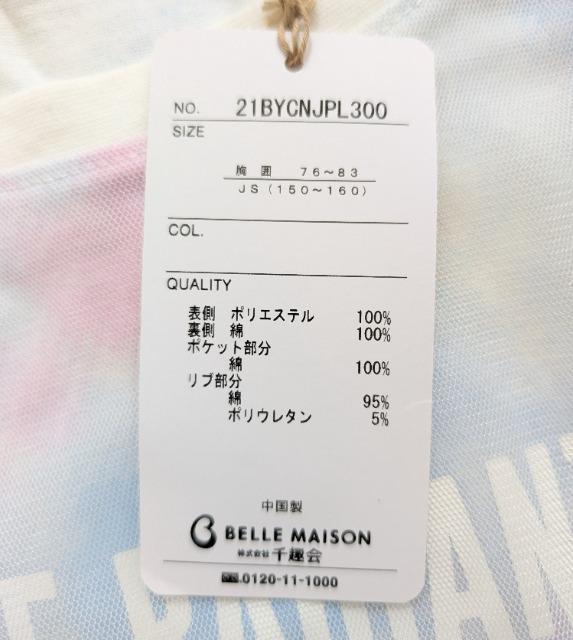 NO. 21BYCNJPL300
SIZE
胸 囲 76～83
JS(150～160)
COL.
QUALITY
表側 ポリエステル 100%
裏側 綿 100%
ポケット部分
綿 100%
リブ部分
綿 95%
ポリウレタン 5%
中国製
BELLE MAISON
株式会社 千趣会
.0120-11-1000